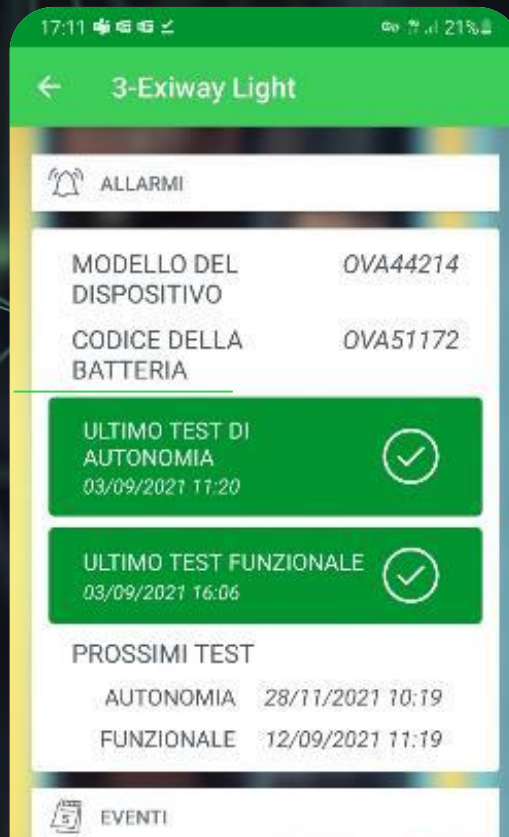 17:11 21%
3-Exiway Light
ALLARMI
MODELLO DEL OVA44214
DISPOSITIVO
CODICE DELLA OVA51172
BATTERIA
ULTIMO TEST DI
AUTONOMIA
03/09/2021 11:20
ULTIMO TEST FUNZIONALE
03/09/2021 16:06
PROSSIMI TEST
AUTONOMIA 28/11/2021 10:19
FUNZIONALE 12/09/2021 11:19
EVENTI